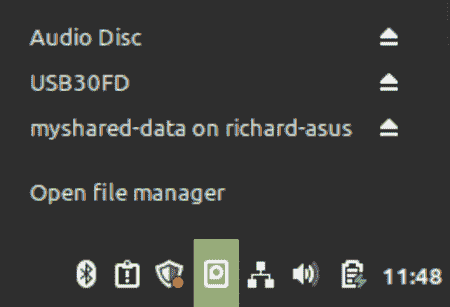 Audio Disc
USB30FD
myshared-data on richard-asus
Open file manager
11:48